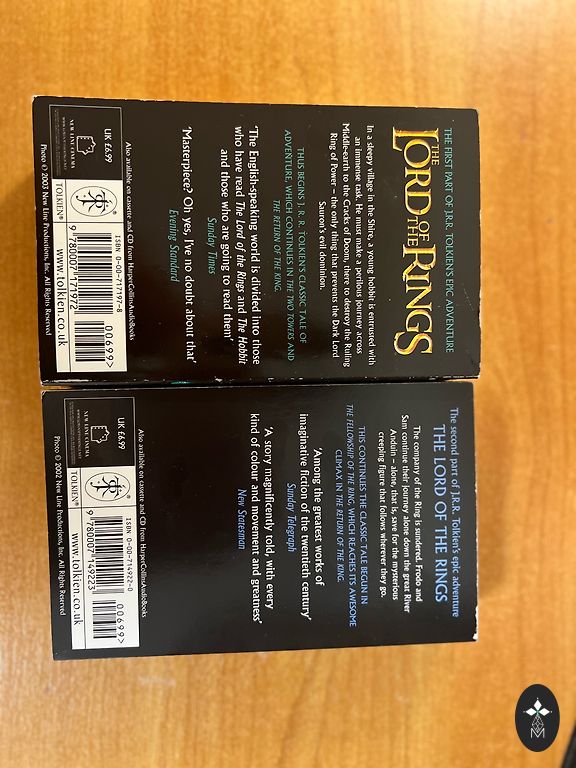 THE FIRST PART OF J.R.R. TOLKIEN'S EPIC ADVENTURE
THE
LORD OF
THE RINGS
In a sleepy village in the Shire, a young hobbit is entrusted with
an immense task. He must make a perilous journey across
Middle-earth to the Cracks of Doom, there to destroy the Ruling
Ring of Power – the only thing that prevents the Dark Lord
Sauron's evil dominion.
THUS BEGINS J. R. R. TOLKIEN'S CLASSIC TALE OF
ADVENTURE, WHICH CONTINUES IN THE TWO TOWERS AND
THE RETURN OF THE KING.
'The English-speaking world is divided into those
who have read The Lord of the Rings and The Hobbit
and those who are going to read them'
Sunday Times
'Masterpiece? Oh yes, I've no doubt about that'
Evening Standard
Also available on cassette and CD from HarperCollinsAudioBooks
UK £6.99
NEW LINE CINEMA
TOLKIEN®
ISBN 0-00-717197-8
9 780007 171972
00699>
www.tolkien.co.uk
Photo © 2003 New Line Productions, Inc. All Rights Reserved
The second part of J.R.R. Tolkien's epic adventure
THE LORD OF THE RINGS
The company of the Ring is sundered. Frodo and
Sam continue their journey alone down the great River
Anduin – alone, that is, save for the mysterious
creeping figure that follows wherever they go.
THIS CONTINUES THE CLASSIC TALE BEGUN IN
THE FELLOWSHIP OF THE RING, WHICH REACHES ITS AWESOME
CLIMAX IN THE RETURN OF THE KING.
'Among the greatest works of
imaginative fiction of the twentieth century'
Sunday Telegraph
'A story magnificently told, with every
kind of colour and movement and greatness'
New Statesman
Also available on cassette and CD from HarperCollinsAudioBooks
UK £6.99
NEW LINE CINEMA
TOLKIEN®
ISBN 0-00-714922-0
9 780007 149223
00699>
www.tolkien.co.uk
Photo © 2002 New Line Productions, Inc. All Rights Reserved
M